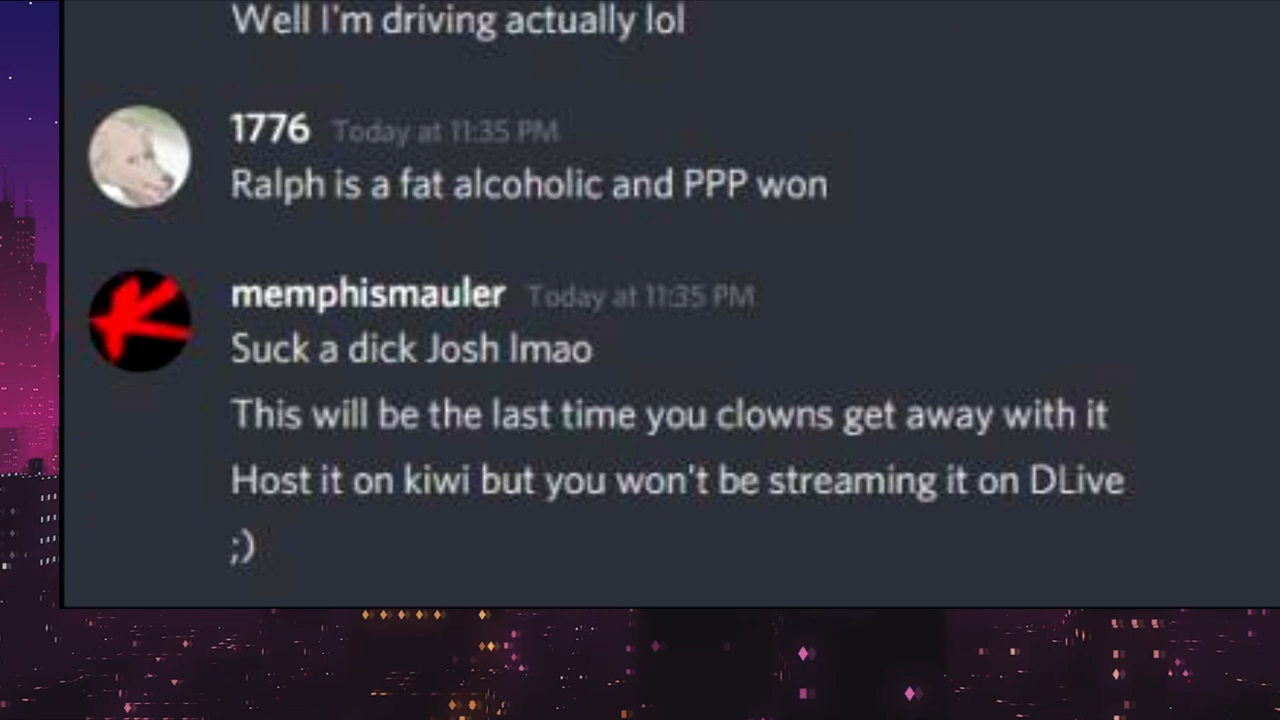 Well I'm driving actually lol
1776 Today at 11:35 PM
Ralph is a fat alcoholic and PPP won
memphismauler Today at 11:35 PM
Suck a dick Josh lmao
This will be the last time you clowns get away with it
Host it on kiwi but you won't be streaming it on DLive
;)